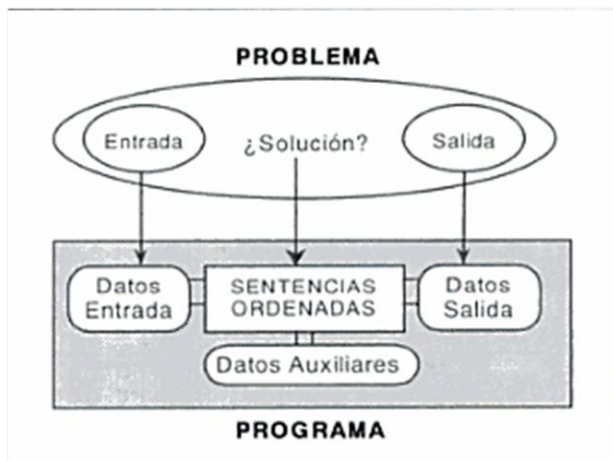 PROBLEMA
Entrada
¿Solución?
Salida
Datos
Entrada
SENTENCIAS
ORDENADAS
Datos
Salida
Datos Auxiliares
PROGRAMA